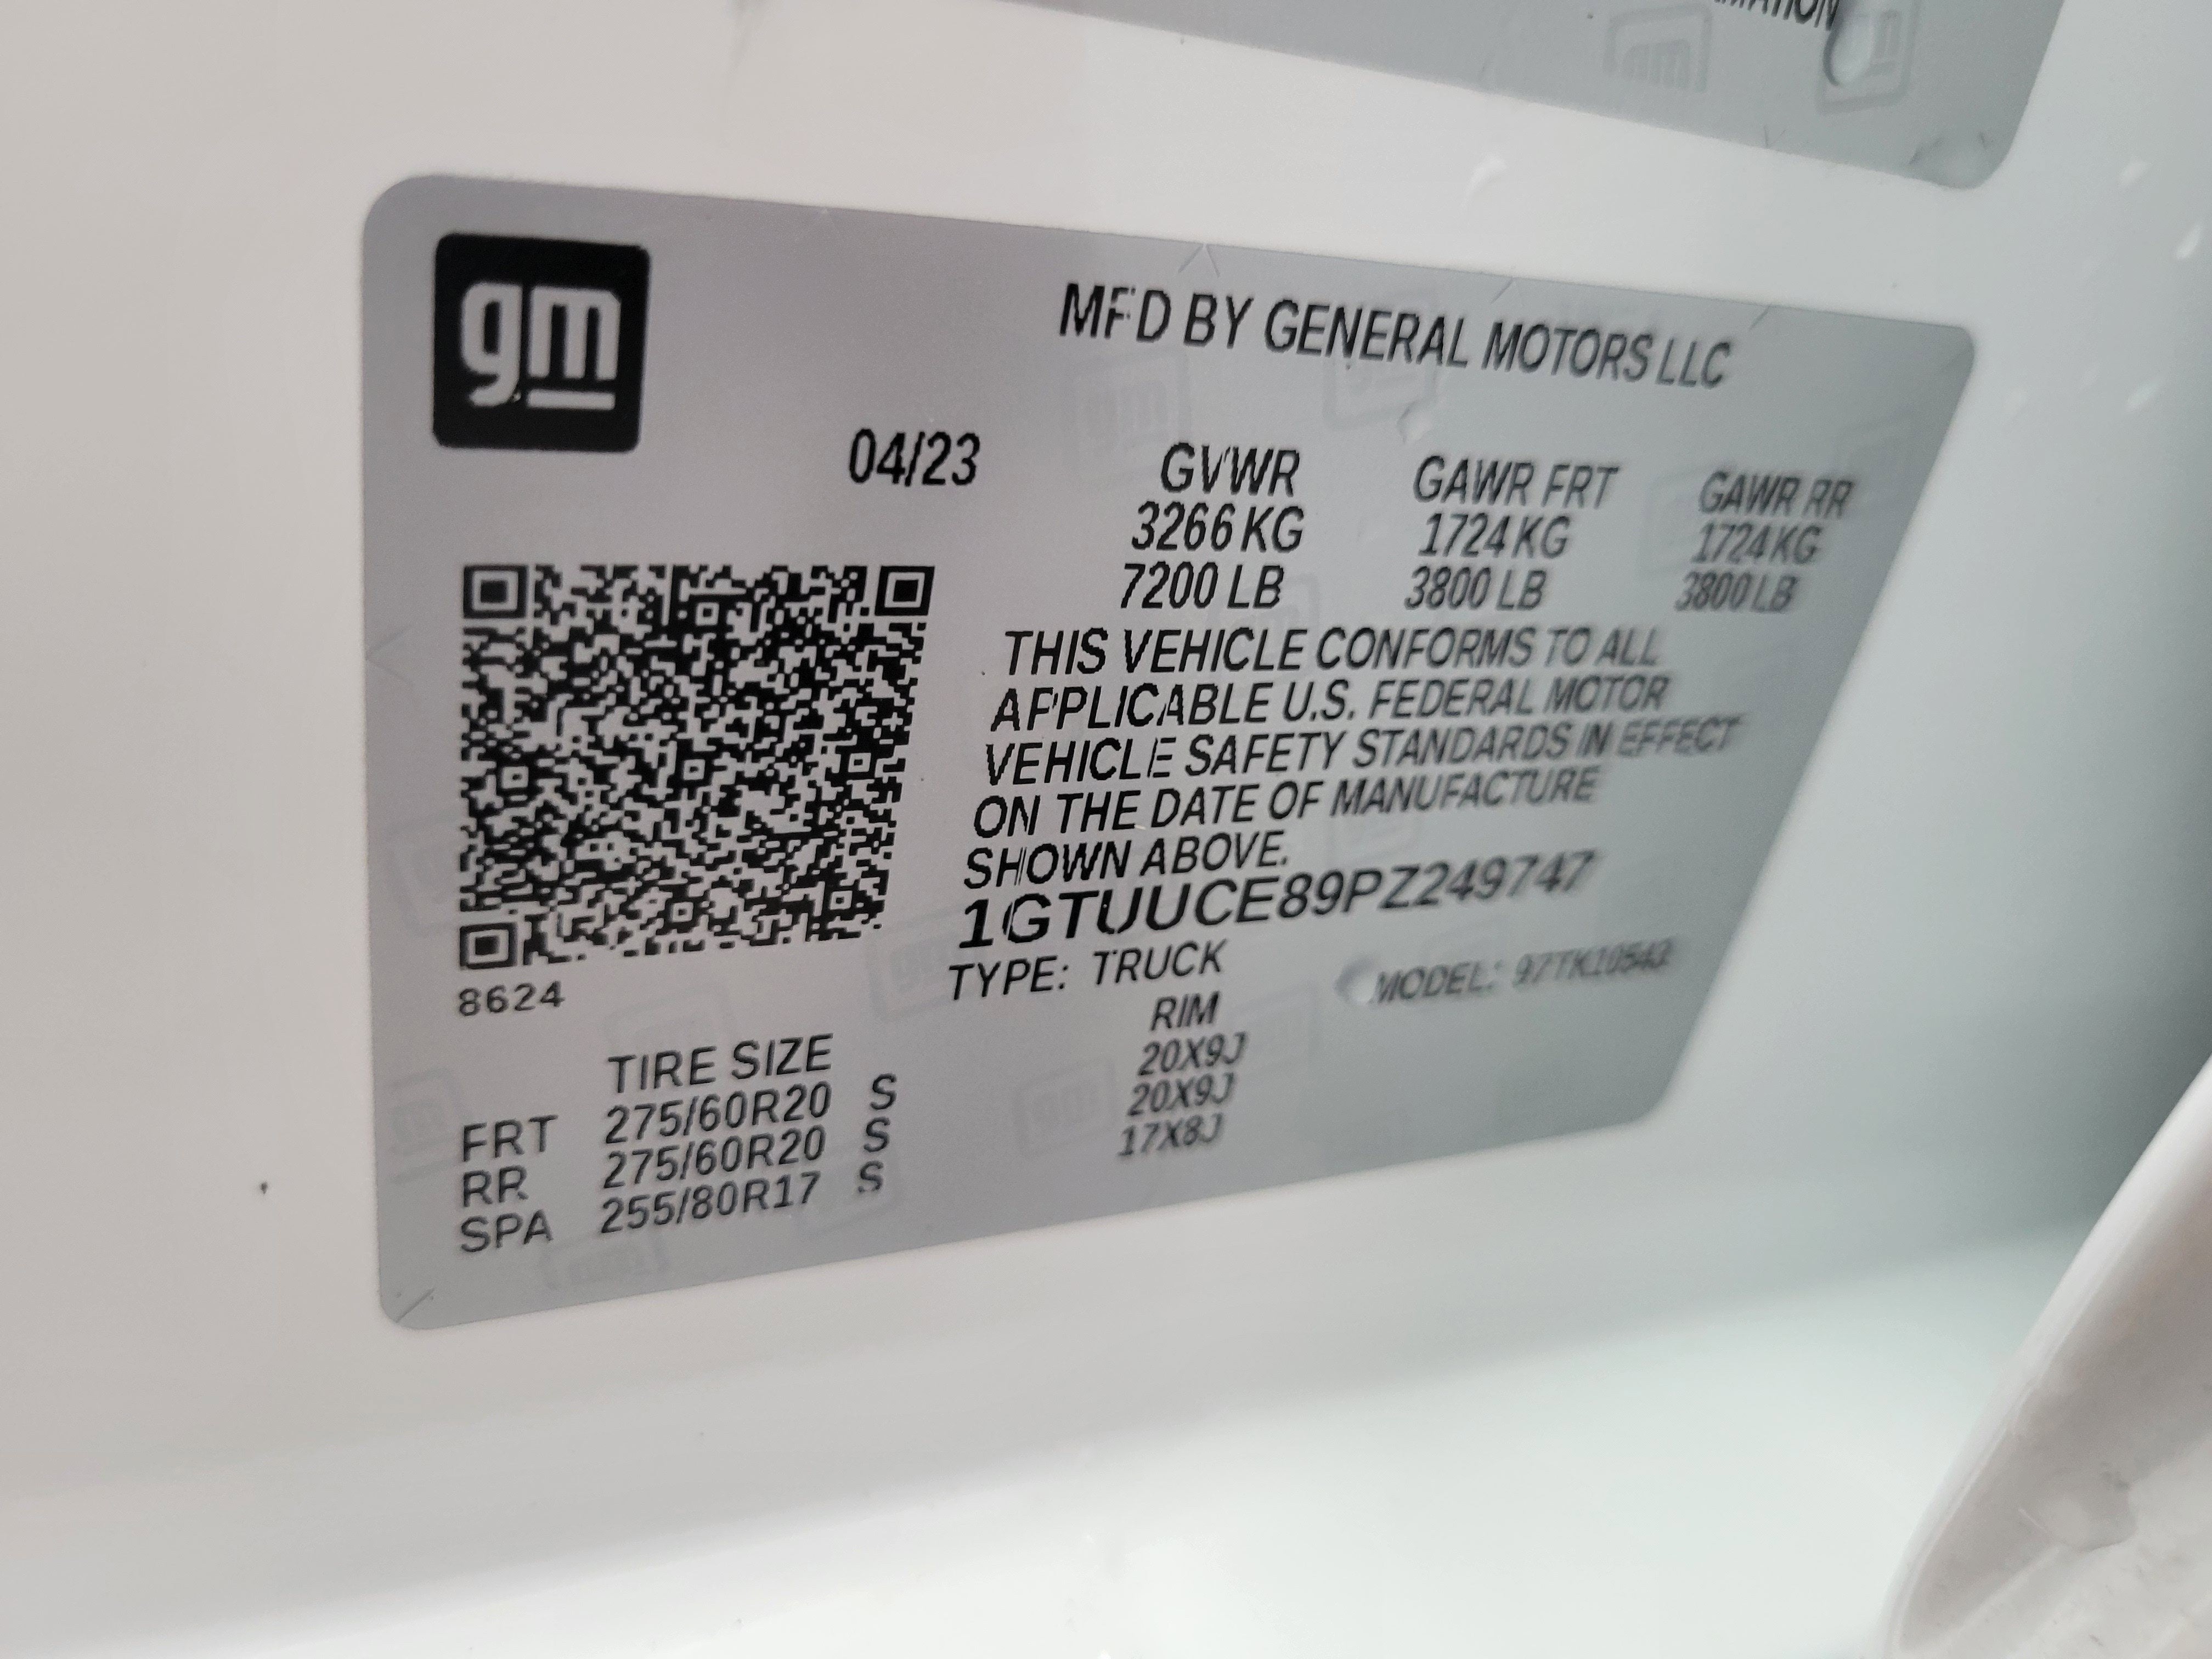 gm
MFD BY GENERAL MOTORS LLC
04/23 GVWR GAWR FRT GAWR RR
3266 KG 1724 KG 1724 KG
7200 LB 3800 LB 3800 LB
THIS VEHICLE CONFORMS TO ALL
APPLICABLE U.S. FEDERAL MOTOR
VEHICLE SAFETY STANDARDS IN EFFECT
ON THE DATE OF MANUFACTURE
SHOWN ABOVE.
1GTUUCE89PZ249747
8624 TYPE: TRUCK MODEL:
TIRE SIZE RIM
FRT 275/60R20 S 20X9J
RR 275/60R20 S 20X9J
SPA 255/80R17 S 17X8J